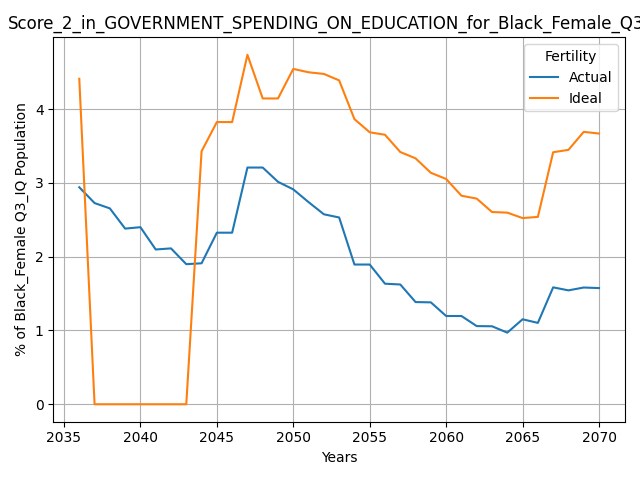 Score_2_in_GOVERNMENT_SPENDING_ON_EDUCATION_for_Black_Female_Q3
Fertility
Actual
Ideal
% of Black_Female Q3_IQ Population
4
3
2
1
0
2035 2040 2045 2050 2055 2060 2065 2070
Years